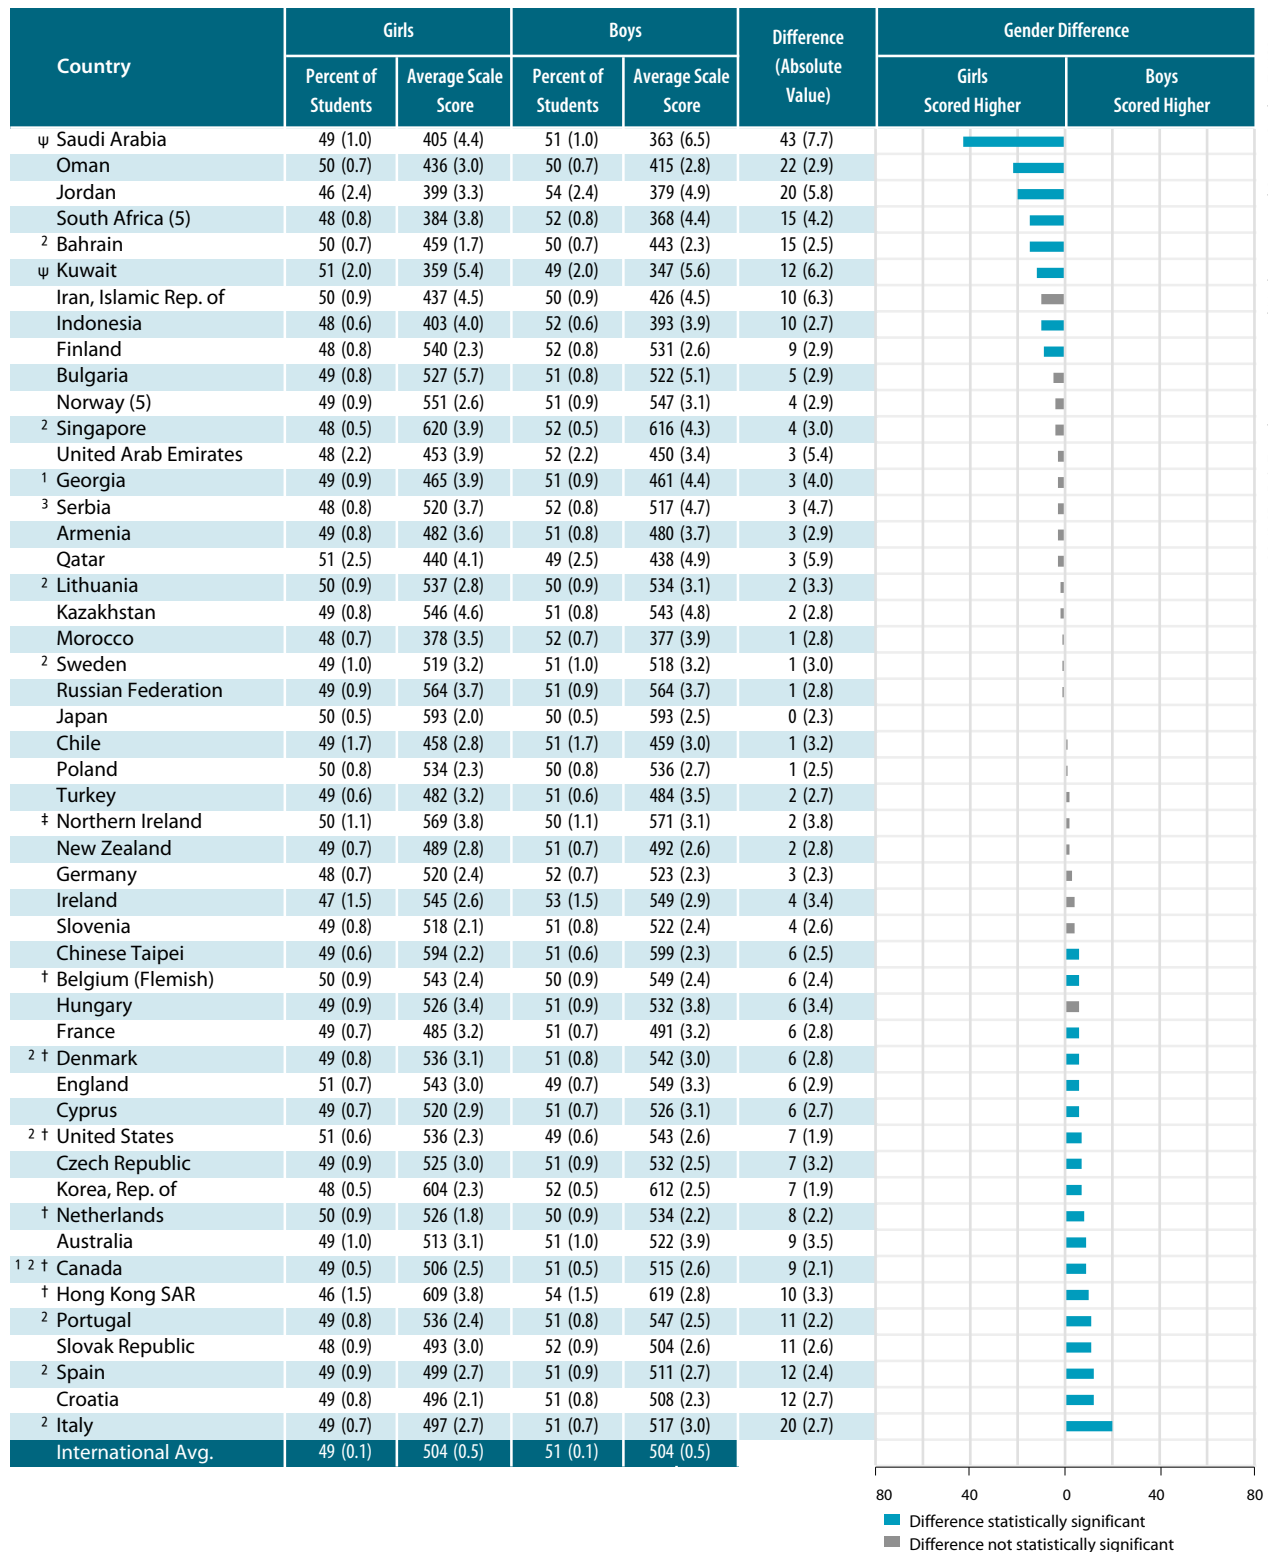 Country Girls Boys Difference (Absolute Value) Gender Difference
Percent of Students Average Scale Score Percent of Students Average Scale Score Girls Scored Higher Boys Scored Higher
ψ Saudi Arabia 49 (1.0) 405 (4.4) 51 (1.0) 363 (6.5) 43 (7.7)
Oman 50 (0.7) 436 (3.0) 50 (0.7) 415 (2.8) 22 (2.9)
Jordan 46 (2.4) 399 (3.3) 54 (2.4) 379 (4.9) 20 (5.8)
South Africa (5) 48 (0.8) 384 (3.8) 52 (0.8) 368 (4.4) 15 (4.2)
2 Bahrain 50 (0.7) 459 (1.7) 50 (0.7) 443 (2.3) 15 (2.5)
ψ Kuwait 51 (2.0) 359 (5.4) 49 (2.0) 347 (5.6) 12 (6.2)
Iran, Islamic Rep. of 50 (0.9) 437 (4.5) 50 (0.9) 426 (4.5) 10 (6.3)
Indonesia 48 (0.6) 403 (4.0) 52 (0.6) 393 (3.9) 10 (2.7)
Finland 48 (0.8) 540 (2.3) 52 (0.8) 531 (2.6) 9 (2.9)
Bulgaria 49 (0.8) 527 (5.7) 51 (0.8) 522 (5.1) 5 (2.9)
Norway (5) 49 (0.9) 551 (2.6) 51 (0.9) 547 (3.1) 4 (2.9)
2 Singapore 48 (0.5) 620 (3.9) 52 (0.5) 616 (4.3) 4 (3.0)
United Arab Emirates 48 (2.2) 453 (3.9) 52 (2.2) 450 (3.4) 3 (5.4)
1 Georgia 49 (0.9) 465 (3.9) 51 (0.9) 461 (4.4) 3 (4.0)
3 Serbia 48 (0.8) 520 (3.7) 52 (0.8) 517 (4.7) 3 (4.7)
Armenia 49 (0.8) 482 (3.6) 51 (0.8) 480 (3.7) 3 (2.9)
Qatar 51 (2.5) 440 (4.1) 49 (2.5) 438 (4.9) 3 (5.9)
2 Lithuania 50 (0.9) 537 (2.8) 50 (0.9) 534 (3.1) 2 (3.3)
Kazakhstan 49 (0.8) 546 (4.6) 51 (0.8) 543 (4.8) 2 (2.8)
Morocco 48 (0.7) 378 (3.5) 52 (0.7) 377 (3.9) 1 (2.8)
2 Sweden 49 (1.0) 519 (3.2) 51 (1.0) 518 (3.2) 1 (3.0)
Russian Federation 49 (0.9) 564 (3.7) 51 (0.9) 564 (3.7) 1 (2.8)
Japan 50 (0.5) 593 (2.0) 50 (0.5) 593 (2.5) 0 (2.3)
Chile 49 (1.7) 458 (2.8) 51 (1.7) 459 (3.0) 1 (3.2)
Poland 50 (0.8) 534 (2.3) 50 (0.8) 536 (2.7) 1 (2.5)
Turkey 49 (0.6) 482 (3.2) 51 (0.6) 484 (3.5) 2 (2.7)
‡ Northern Ireland 50 (1.1) 569 (3.8) 50 (1.1) 571 (3.1) 2 (3.8)
New Zealand 49 (0.7) 489 (2.8) 51 (0.7) 492 (2.6) 2 (2.8)
Germany 48 (0.7) 520 (2.4) 52 (0.7) 523 (2.3) 3 (2.3)
Ireland 47 (1.5) 545 (2.6) 53 (1.5) 549 (2.9) 4 (3.4)
Slovenia 49 (0.8) 518 (2.1) 51 (0.8) 522 (2.4) 4 (2.6)
Chinese Taipei 49 (0.6) 594 (2.2) 51 (0.6) 599 (2.3) 6 (2.5)
† Belgium (Flemish) 50 (0.9) 543 (2.4) 50 (0.9) 549 (2.4) 6 (2.4)
Hungary 49 (0.9) 526 (3.4) 51 (0.9) 532 (3.8) 6 (3.4)
France 49 (0.7) 485 (3.2) 51 (0.7) 491 (3.2) 6 (2.8)
2 † Denmark 49 (0.8) 536 (3.1) 51 (0.8) 542 (3.0) 6 (2.8)
England 51 (0.7) 543 (3.0) 49 (0.7) 549 (3.3) 6 (2.9)
Cyprus 49 (0.7) 520 (2.9) 51 (0.7) 526 (3.1) 6 (2.7)
2 † United States 51 (0.6) 536 (2.3) 49 (0.6) 543 (2.6) 7 (1.9)
Czech Republic 49 (0.9) 525 (3.0) 51 (0.9) 532 (2.5) 7 (3.2)
Korea, Rep. of 48 (0.5) 604 (2.3) 52 (0.5) 612 (2.5) 7 (1.9)
† Netherlands 50 (0.9) 526 (1.8) 50 (0.9) 534 (2.2) 8 (2.2)
Australia 49 (1.0) 513 (3.1) 51 (1.0) 522 (3.9) 9 (3.5)
1 2 † Canada 49 (0.5) 506 (2.5) 51 (0.5) 515 (2.6) 9 (2.1)
† Hong Kong SAR 46 (1.5) 609 (3.8) 54 (1.5) 619 (2.8) 10 (3.3)
2 Portugal 49 (0.8) 536 (2.4) 51 (0.8) 547 (2.5) 11 (2.2)
Slovak Republic 48 (0.9) 493 (3.0) 52 (0.9) 504 (2.6) 11 (2.6)
2 Spain 49 (0.9) 499 (2.7) 51 (0.9) 511 (2.7) 12 (2.4)
Croatia 49 (0.8) 496 (2.1) 51 (0.8) 508 (2.3) 12 (2.7)
2 Italy 49 (0.7) 497 (2.7) 51 (0.7) 517 (3.0) 20 (2.7)
International Avg. 49 (0.1) 504 (0.5) 51 (0.1) 504 (0.5)
80 40 0 40 80
Difference statistically significant
Difference not statistically significant